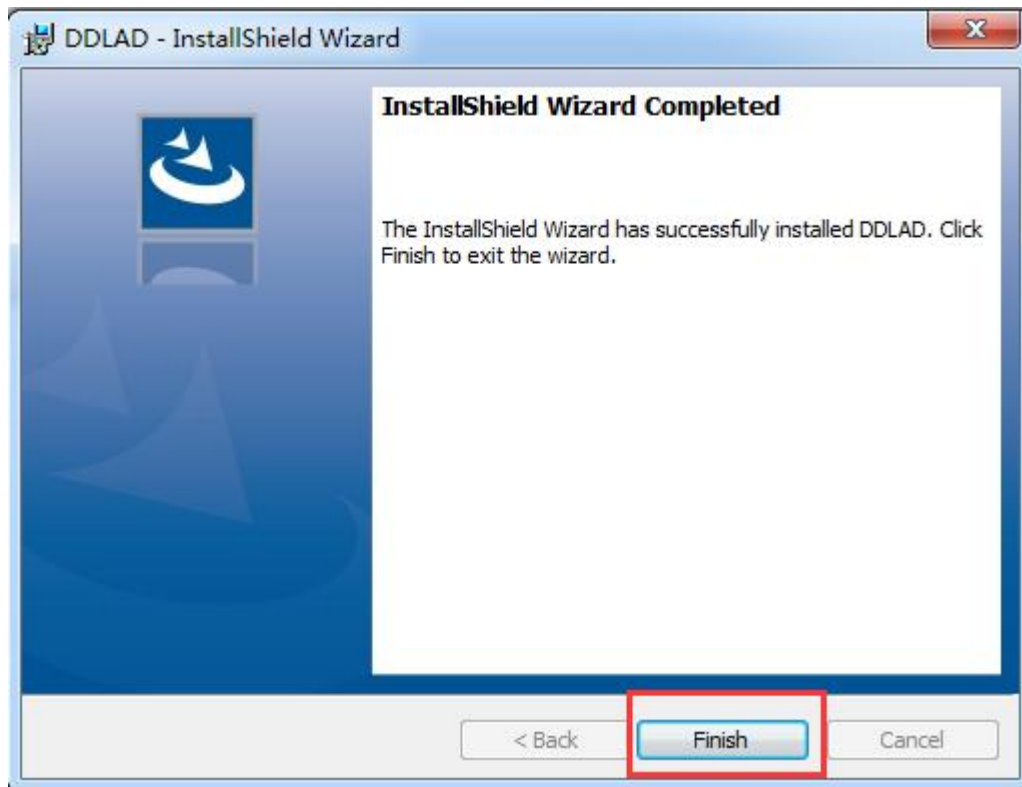 DDLAD - InstallShield Wizard
InstallShield Wizard Completed
The InstallShield Wizard has successfully installed DDLAD. Click
Finish to exit the wizard.
< Back
Finish
Cancel